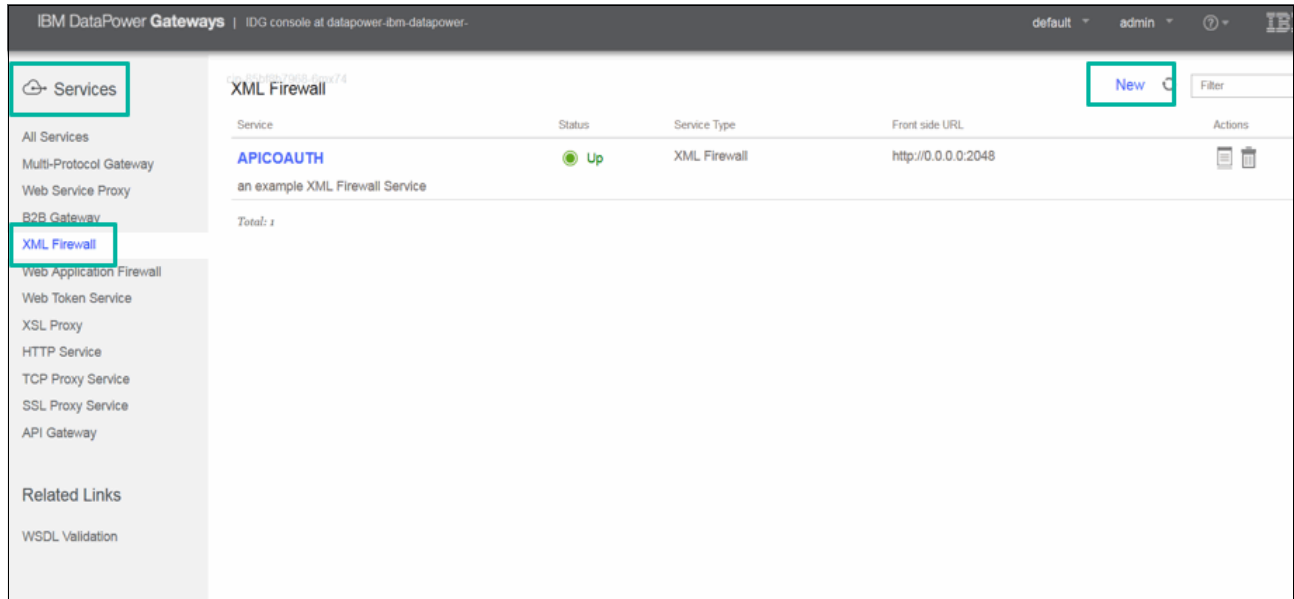 IBM DataPower Gateways | IDG console at datapower-ibm-datapower- default admin
Services
All Services
Multi-Protocol Gateway
Web Service Proxy
B2B Gateway
XML Firewall
Web Application Firewall
Web Token Service
XSL Proxy
HTTP Service
TCP Proxy Service
SSL Proxy Service
API Gateway
Related Links
WSDL Validation
XML Firewall New Filter
Service Status Service Type Front side URL Actions
APICOAUTH Up XML Firewall http://0.0.0.0:2048
an example XML Firewall Service
Total: 1